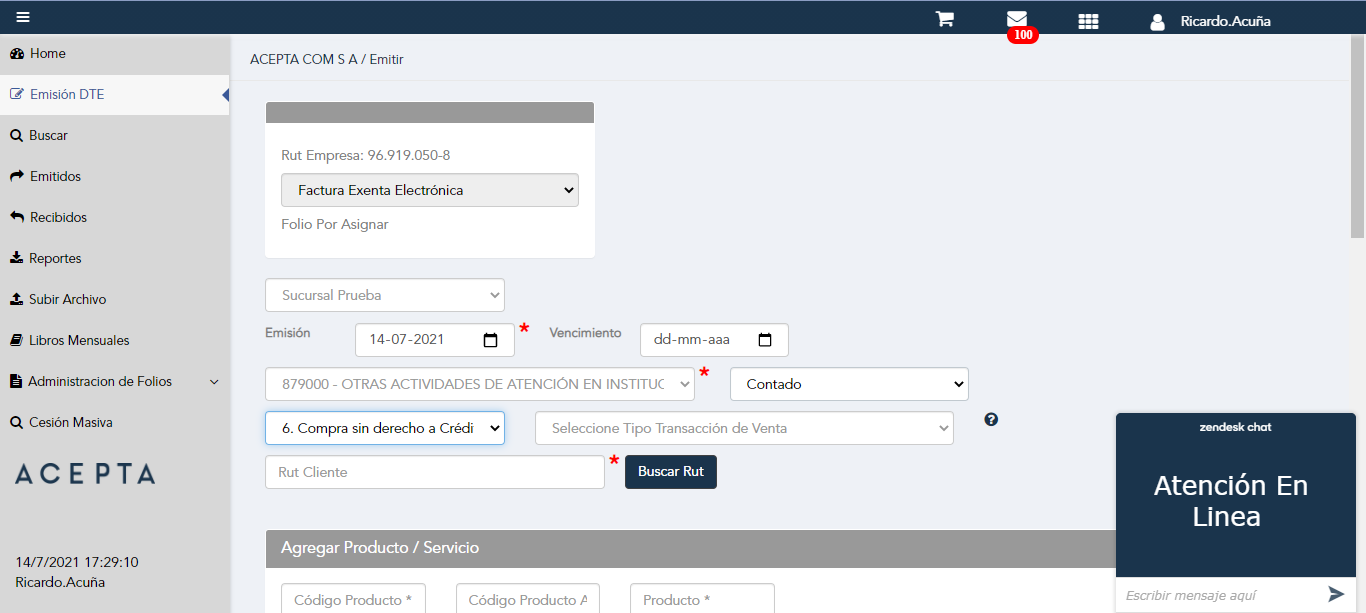 Ricardo.Acuña
100
Home
Emisión DTE
Buscar
Emitidos
Recibidos
Reportes
Subir Archivo
Libros Mensuales
Administracion de Folios
Cesión Masiva
ACEPTA
14/7/2021 17:29:10
Ricardo.Acuña
ACEPTA COM S A / Emitir
Rut Empresa: 96.919.050-8
Factura Exenta Electrónica
Folio Por Asignar
Sucursal Prueba
Emisión 14-07-2021 * Vencimiento dd-mm-aaa
879000 - OTRAS ACTIVIDADES DE ATENCIÓN EN INSTITUC * Contado
6. Compra sin derecho a Crédi Seleccione Tipo Transacción de Venta ?
Rut Cliente * Buscar Rut
Agregar Producto / Servicio
Código Producto * Código Producto A Producto *
zendesk chat
Atención En
Linea
Escribir mensaje aquí